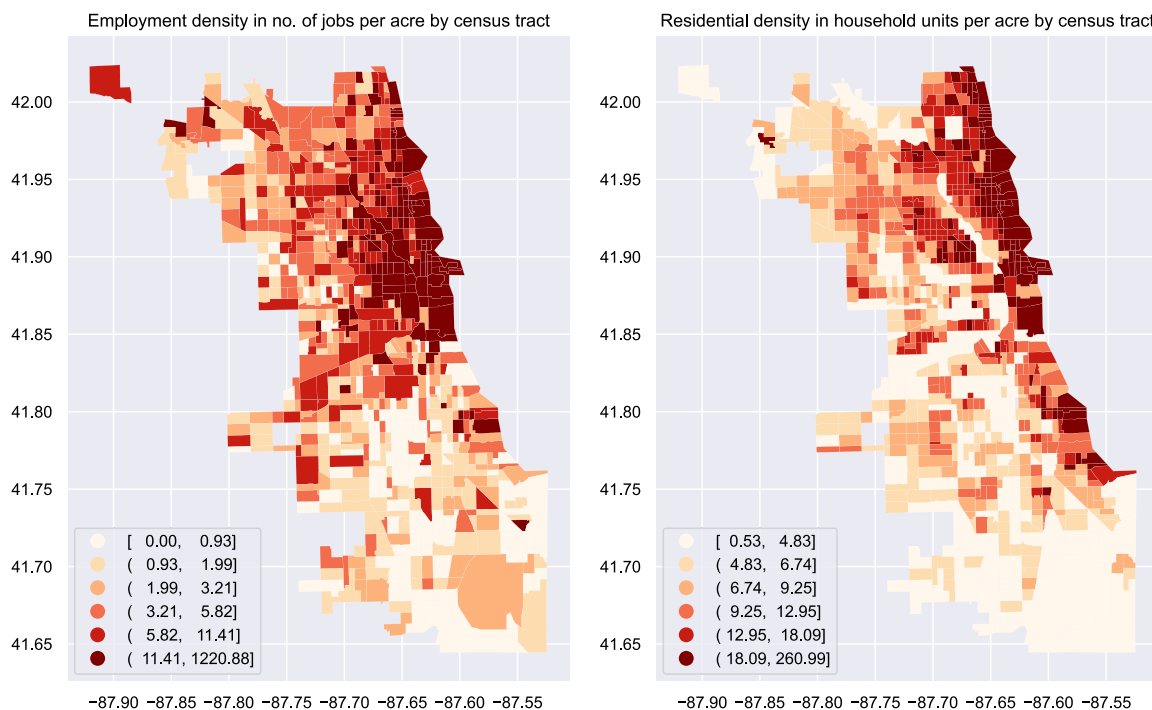 Employment density in no. of jobs per acre by census tract
42.00
41.95
41.90
41.85
41.80
41.75
41.70
41.65
[ 0.00, 0.93]
( 0.93, 1.99]
( 1.99, 3.21]
( 3.21, 5.82]
( 5.82, 11.41]
( 11.41, 1220.88]
−87.90 −87.85 −87.80 −87.75 −87.70 −87.65 −87.60 −87.55
Residential density in household units per acre by census tract
42.00
41.95
41.90
41.85
41.80
41.75
41.70
41.65
[ 0.53, 4.83]
( 4.83, 6.74]
( 6.74, 9.25]
( 9.25, 12.95]
( 12.95, 18.09]
( 18.09, 260.99]
−87.90 −87.85 −87.80 −87.75 −87.70 −87.65 −87.60 −87.55